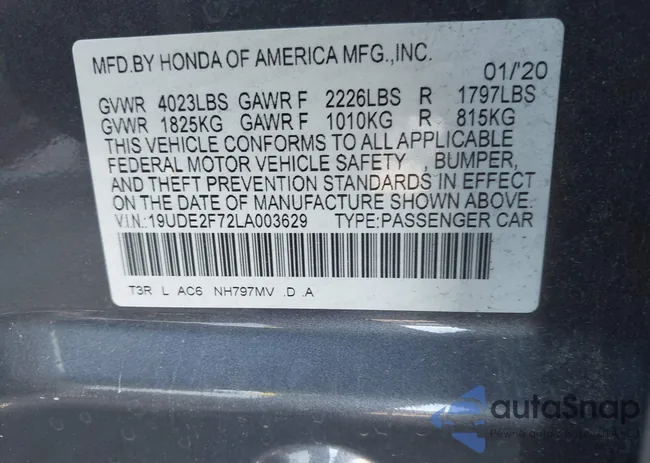 MFD.BY HONDA OF AMERICA MFG.,INC.
01/'20
GVWR 4023LBS GAWR F 2226LBS R 1797LBS
GVWR 1825KG GAWR F 1010KG R 815KG
THIS VEHICLE CONFORMS TO ALL APPLICABLE
FEDERAL MOTOR VEHICLE SAFETY , BUMPER,
AND THEFT PREVENTION STANDARDS IN EFFECT
ON THE DATE OF MANUFACTURE SHOWN ABOVE.
V.I.N.:19UDE2F72LA003629 TYPE:PASSENGER CAR
T3R L AC6 NH797MV .D .A
autoSnap
Pewne auto